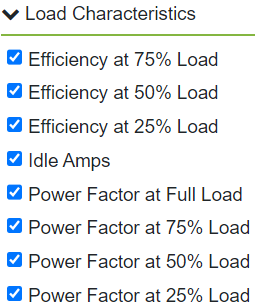 Load Characteristics
Efficiency at 75% Load
Efficiency at 50% Load
Efficiency at 25% Load
Idle Amps
Power Factor at Full Load
Power Factor at 75% Load
Power Factor at 50% Load
Power Factor at 25% Load